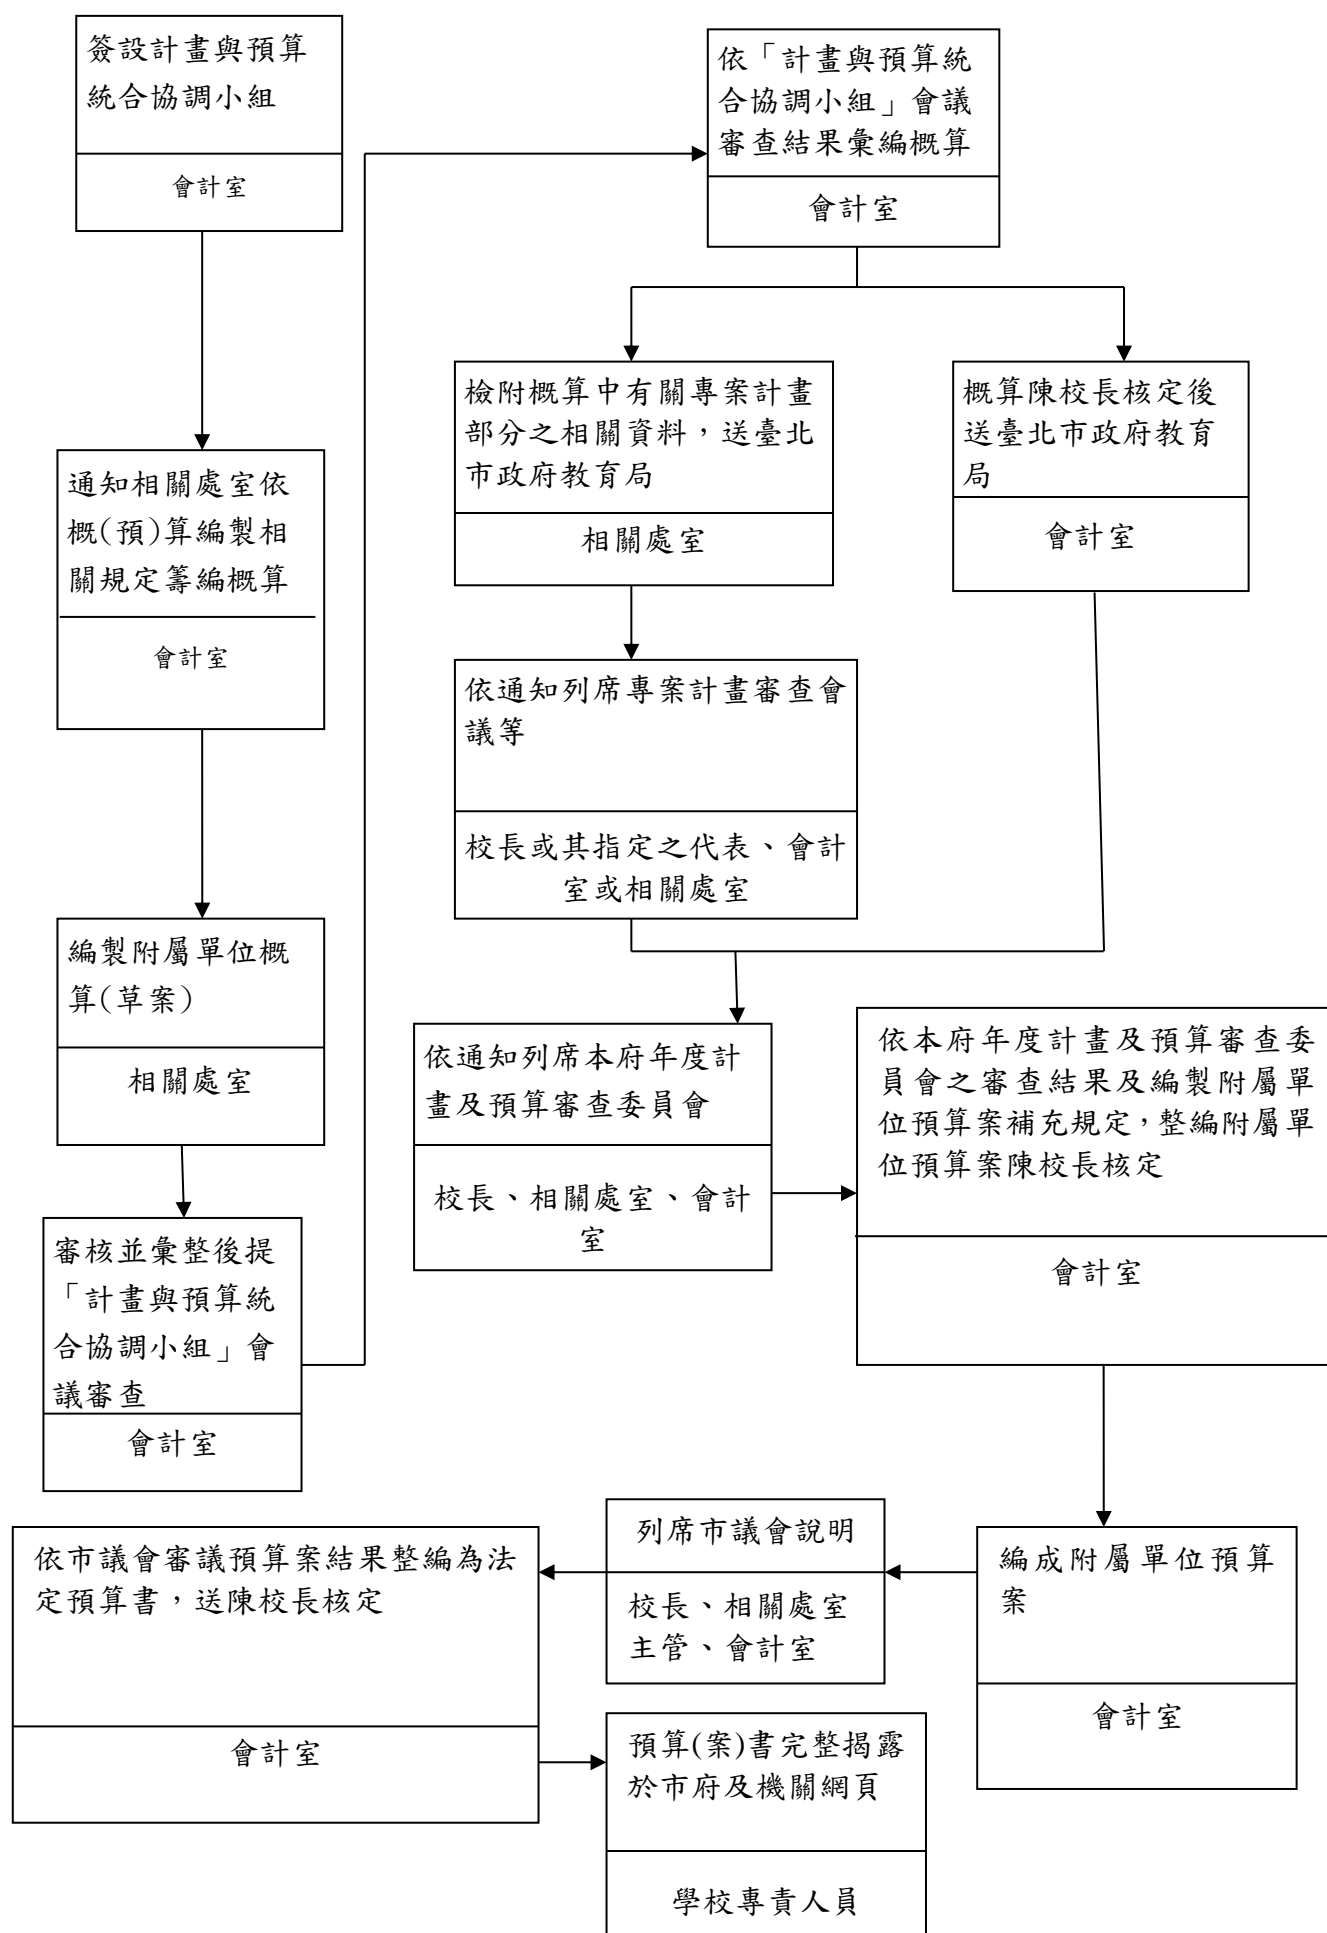 簽設計畫與預算
統合協調小組
會計室
通知相關處室依
概(預)算編製相
關規定籌編概算
會計室
編製附屬單位概
算(草案)
相關處室
審核並彙整後提
「計畫與預算統
合協調小組」會
議審查
會計室
依「計畫與預算統
合協調小組」會議
審查結果彙編概算
會計室
檢附概算中有關專案計畫
部分之相關資料，送臺北
市政府教育局
相關處室
概算陳校長核定後
送臺北市政府教育
局
會計室
依通知列席專案計畫審查會
議等
校長或其指定之代表、會計
室或相關處室
依通知列席本府年度計
畫及預算審查委員會
校長、相關處室、會計
室
依本府年度計畫及預算審查委
員會之審查結果及編製附屬單
位預算案補充規定，整編附屬單
位預算案陳校長核定
會計室
編成附屬單位預算
案
會計室
列席市議會說明
校長、相關處室
主管、會計室
依市議會審議預算案結果整編為法
定預算書，送陳校長核定
會計室
預算(案)書完整揭露
於市府及機關網頁
學校專責人員